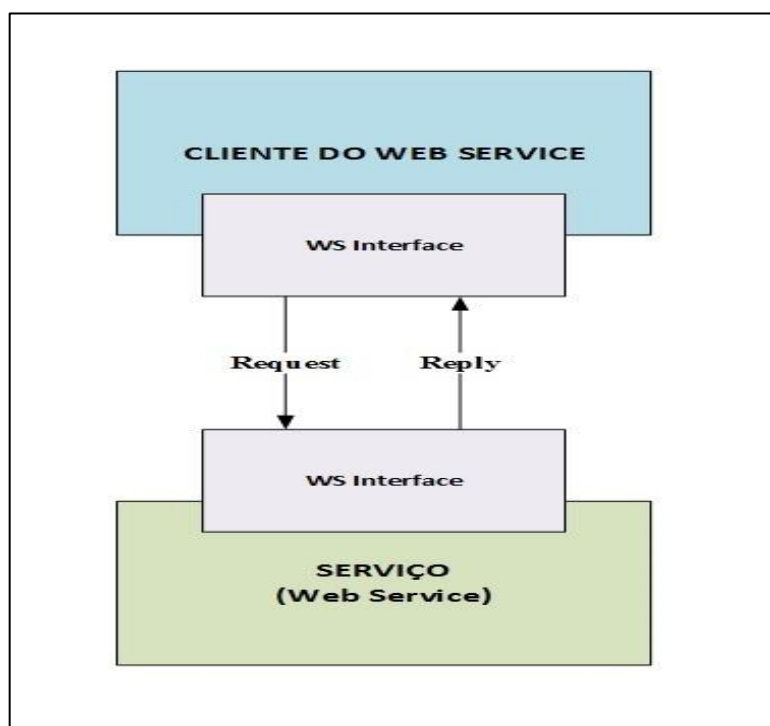 CLIENTE DO WEB SERVICE
WS Interface
Request
Reply
WS Interface
SERVIÇO
(Web Service)